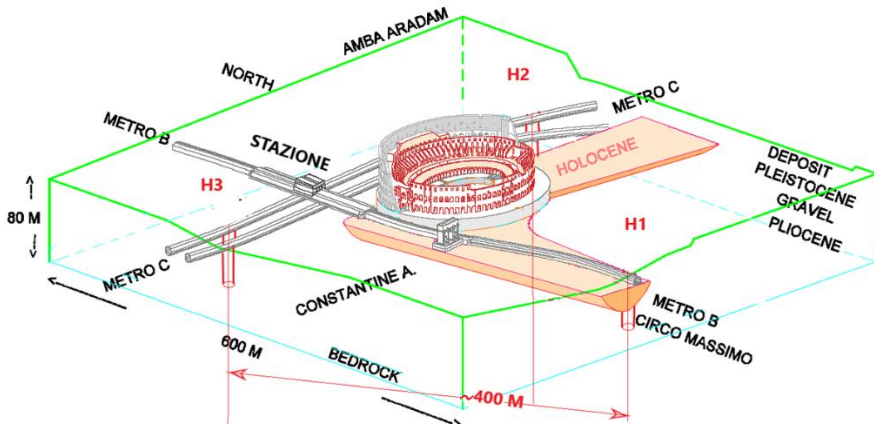 AMBA ARADAM
H2
NORTH
METRO C
METRO B
STAZIONE
HOLOCENE
DEPOSIT
PLEISTOCENE
GRAVEL
PLIOCENE
H3
80 M
H1
METRO C
CONSTANTINE A.
METRO B
CIRCO MASSIMO
600 M
BEDROCK
~400 M